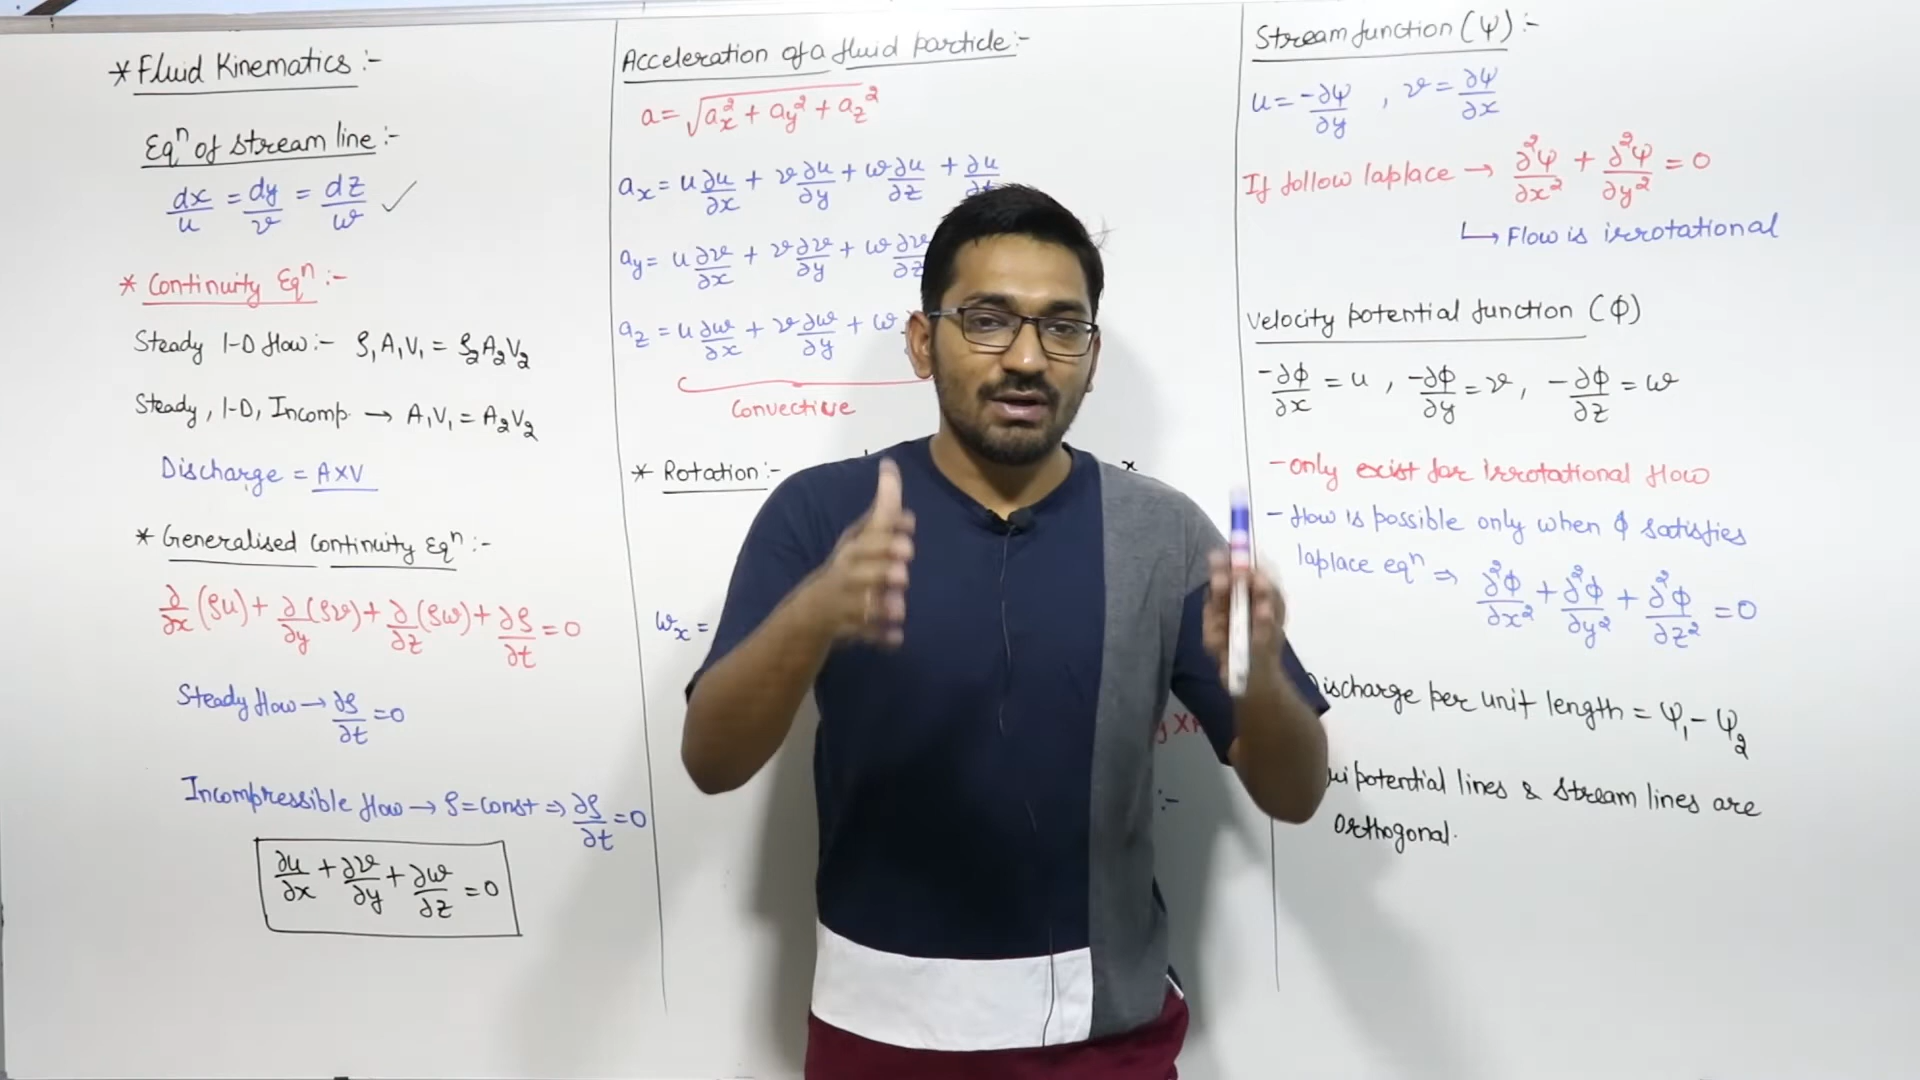 * Fluid Kinematics :-
Eqⁿ of stream line :-
dx/u = dy/v = dz/w ✓
* Continuity Eqⁿ :-
Steady 1-D flow :- ρ₁A₁V₁ = ρ₂A₂V₂
Steady, 1-D, Incomp. → A₁V₁ = A₂V₂
Discharge = A×V
* Generalised continuity Eqⁿ :-
∂/∂x (ρu) + ∂/∂y (ρv) + ∂/∂z (ρw) + ∂ρ/∂t = 0
Steady flow → ∂ρ/∂t = 0
Incompressible flow → ρ = const ⇒ ∂ρ/∂t = 0
∂u/∂x + ∂v/∂y + ∂w/∂z = 0
Acceleration of a fluid particle :-
a = √(aₓ² + a_y² + a_z²)
aₓ = u ∂u/∂x + v ∂u/∂y + w ∂u/∂z + ∂u/∂t
a_y = u ∂v/∂x + v ∂v/∂y + w ∂v/∂z
a_z = u ∂w/∂x + v ∂w/∂y + w
Convective
* Rotation :-
x
ωₓ =
:-
Stream function (ψ) :-
u = -∂ψ/∂y , v = ∂ψ/∂x
If follow laplace → ∂²ψ/∂x² + ∂²ψ/∂y² = 0
↳ Flow is irrotational
Velocity potential function (ϕ)
-∂ϕ/∂x = u , -∂ϕ/∂y = v , -∂ϕ/∂z = w
- only exist for irrotational flow
- flow is possible only when ϕ satisfies
laplace eqⁿ ⇒ ∂²ϕ/∂x² + ∂²ϕ/∂y² + ∂²ϕ/∂z² = 0
ischarge per unit length = ψ₁ - ψ₂
uipotential lines & stream lines are
orthogonal.